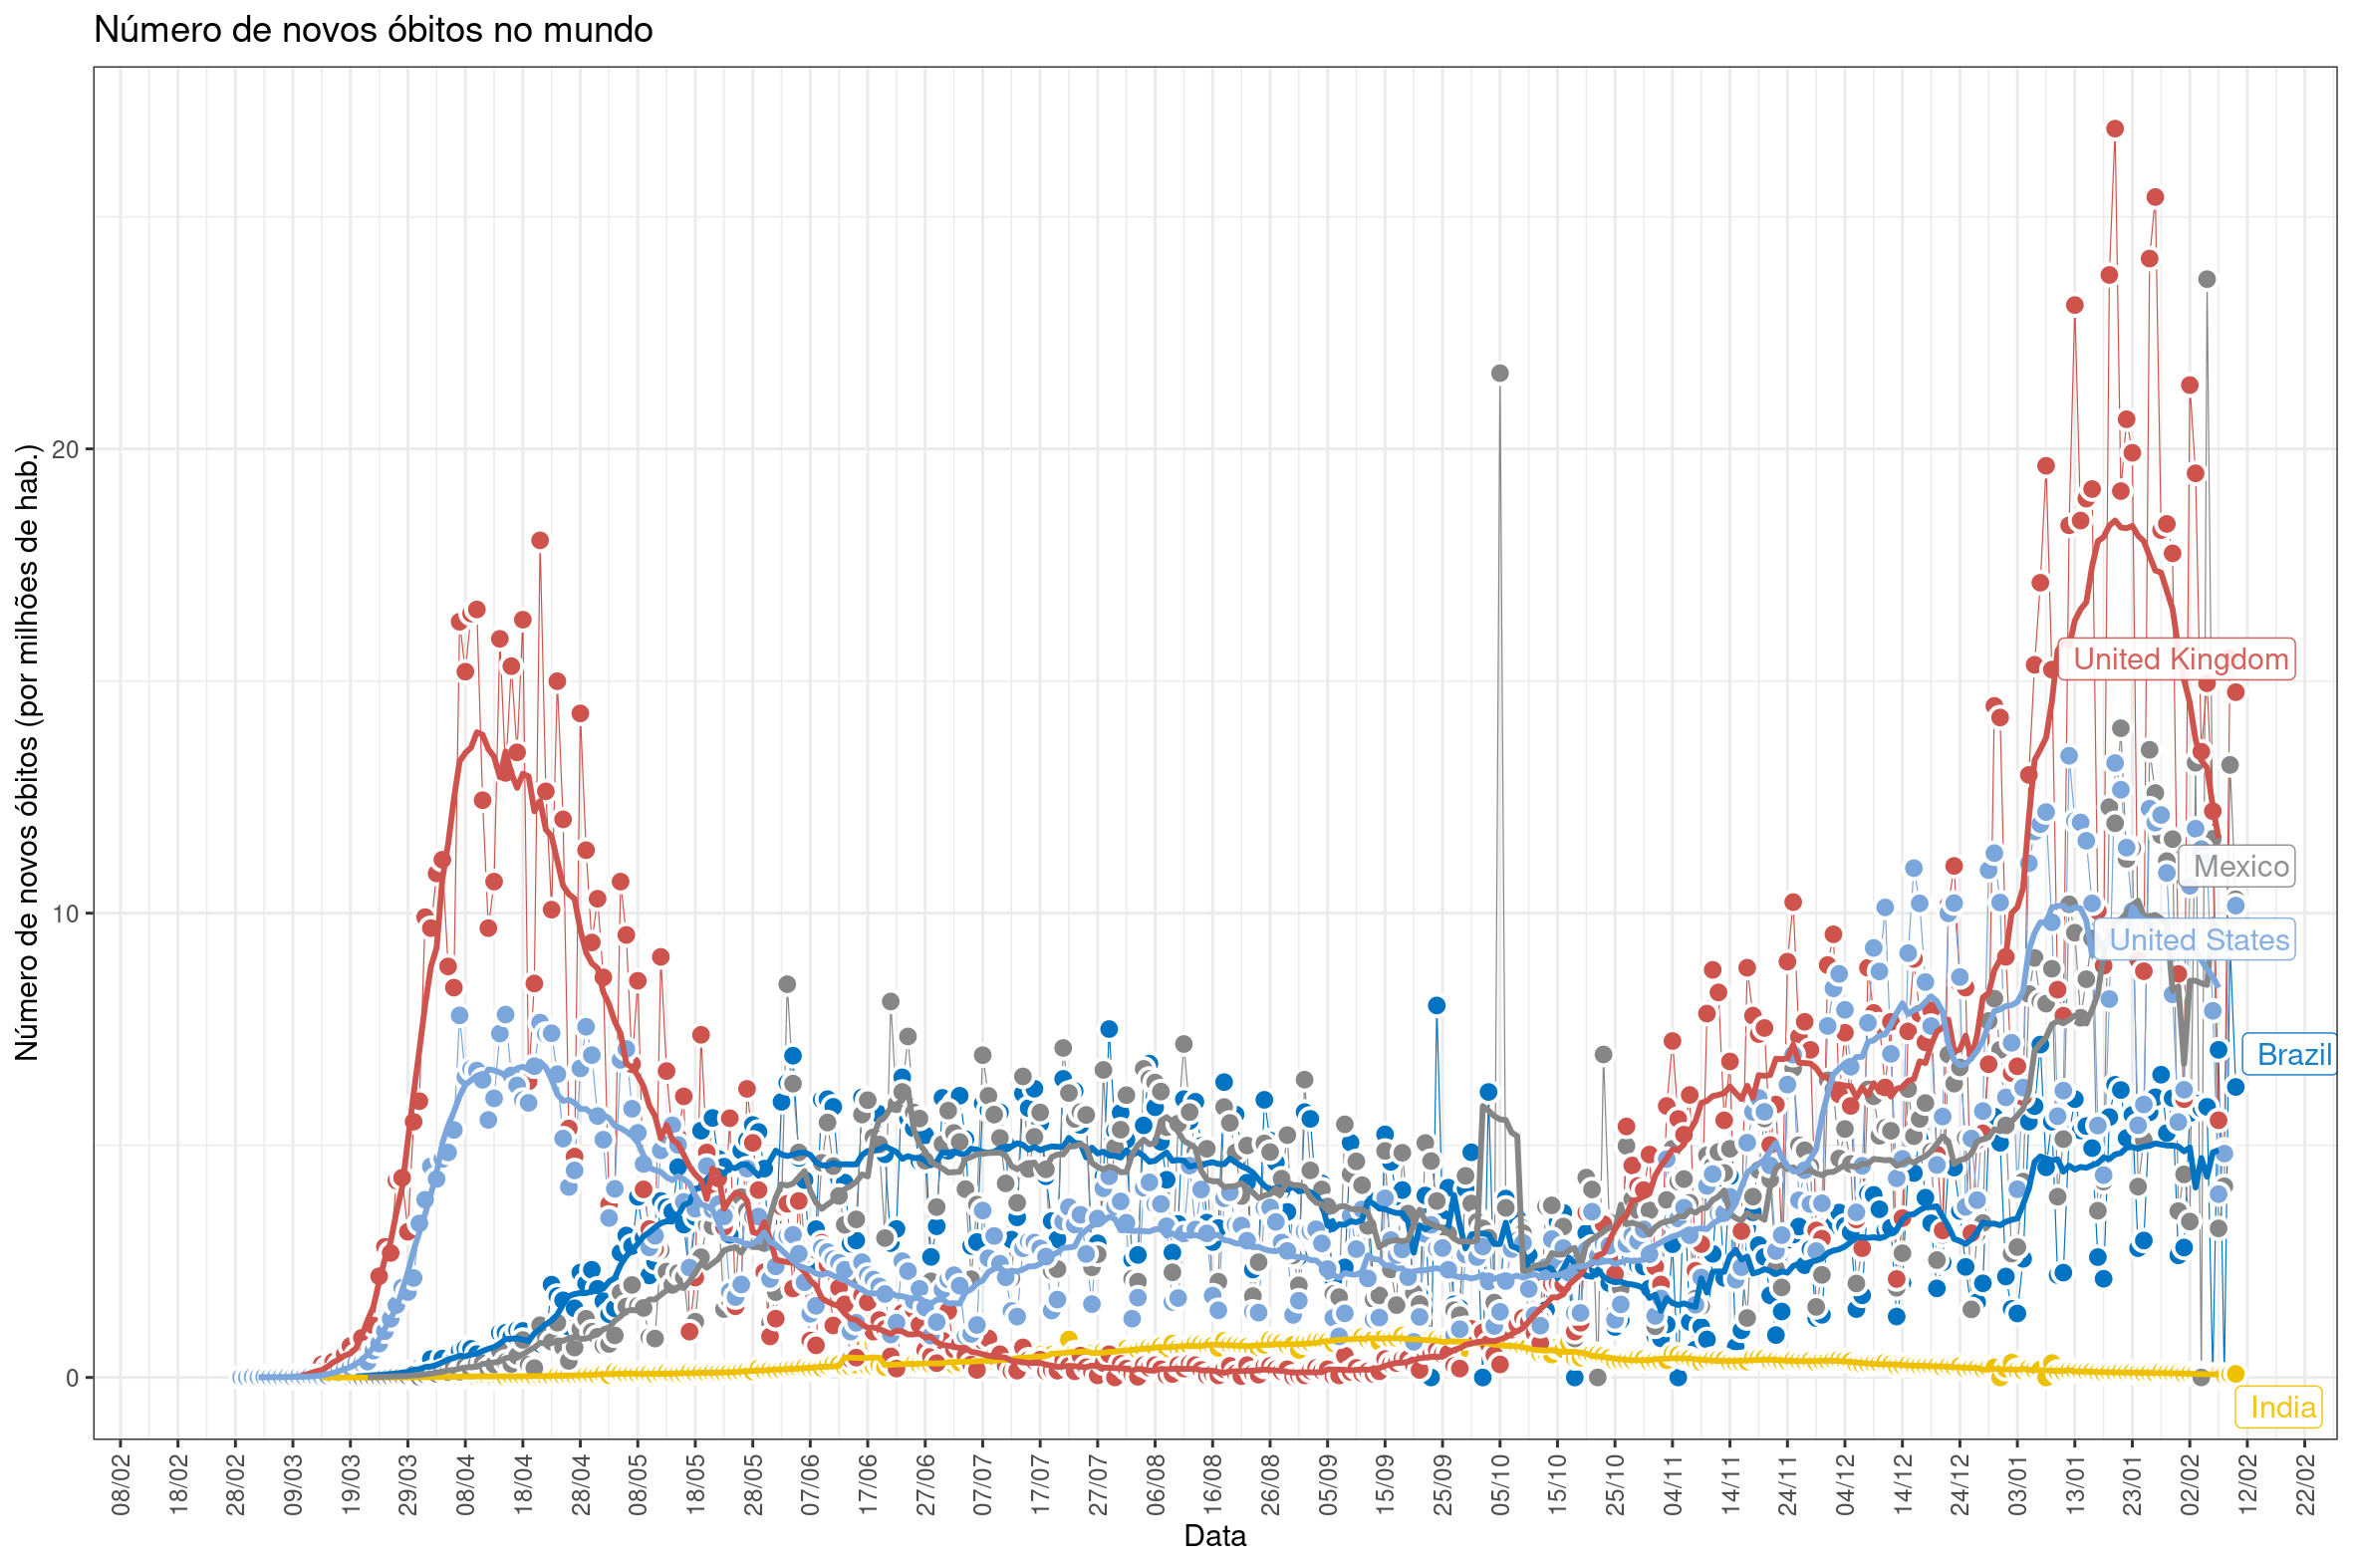 Número de novos óbitos no mundo
Número de novos óbitos (por milhões de hab.)
20
10
0
United Kingdom
Mexico
United States
Brazil
India
08/02 18/02 28/02 09/03 19/03 29/03 08/04 18/04 28/04 08/05 18/05 28/05 07/06 17/06 27/06 07/07 17/07 27/07 06/08 16/08 26/08 05/09 15/09 25/09 05/10 15/10 25/10 04/11 14/11 24/11 04/12 14/12 24/12 03/01 13/01 23/01 02/02 12/02 22/02
Data